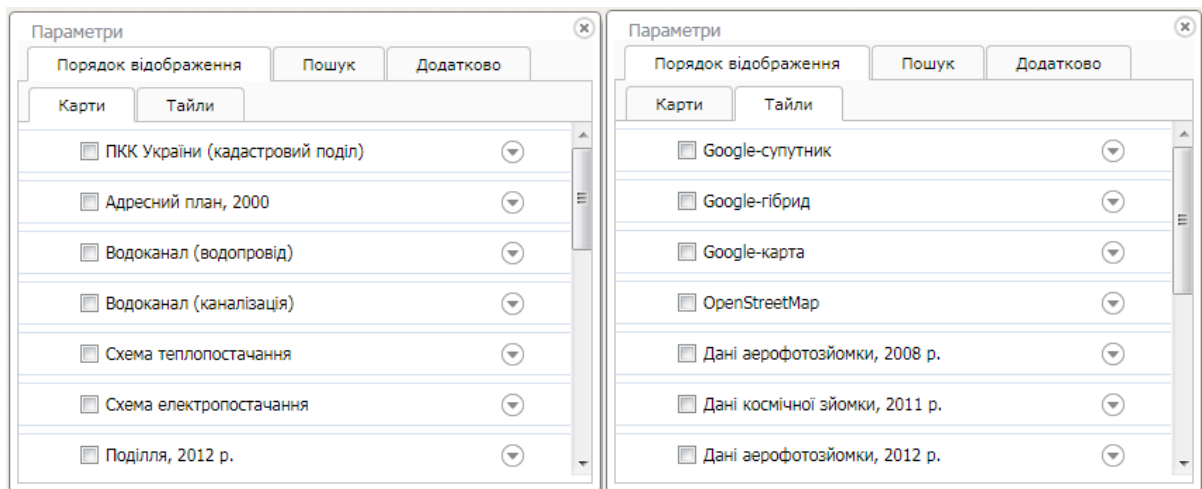 Параметри
Порядок відображення Пошук Додатково
Карти Тайли
ПКК України (кадастровий поділ)
Адресний план, 2000
Водоканал (водопровід)
Водоканал (каналізація)
Схема теплопостачання
Схема електропостачання
Поділля, 2012 р.
Параметри
Порядок відображення Пошук Додатково
Карти Тайли
Google-супутник
Google-гібрид
Google-карта
OpenStreetMap
Дані аерофотозйомки, 2008 р.
Дані космічної зйомки, 2011 р.
Дані аерофотозйомки, 2012 р.